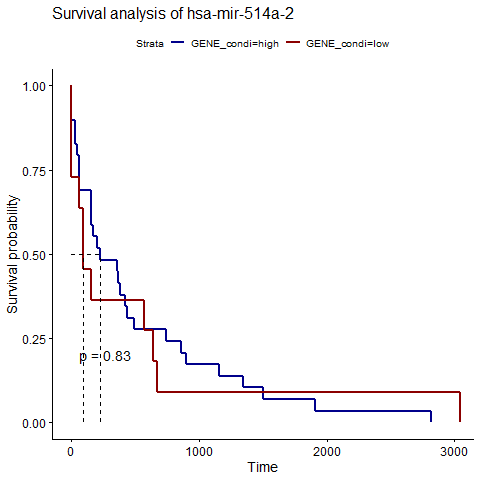 Survival analysis of hsa-mir-514a-2
Strata GENE_condi=high GENE_condi=low
1.00
0.75
0.50
0.25
0.00
Survival probability
p = 0.83
0 1000 2000 3000
Time